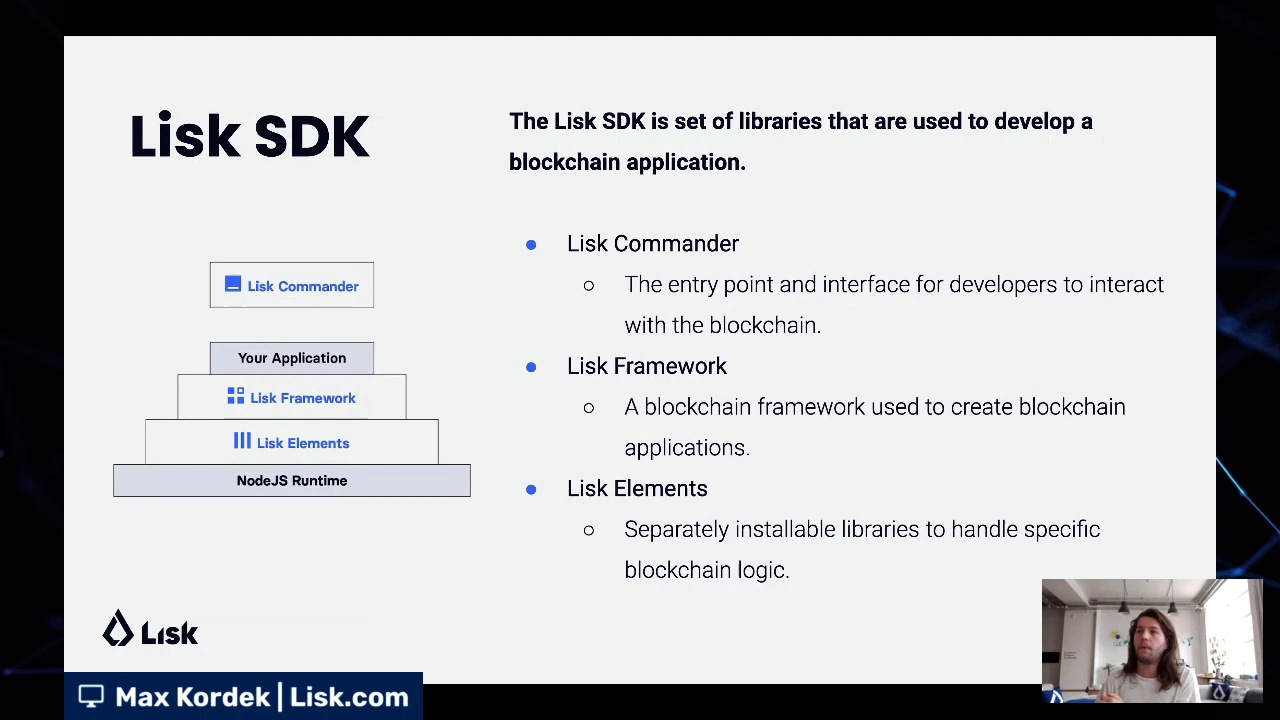 Lisk SDK
The Lisk SDK is set of libraries that are used to develop a
blockchain application.
Lisk Commander
Your Application
Lisk Framework
Lisk Elements
NodeJS Runtime
Lisk Commander
The entry point and interface for developers to interact
with the blockchain.
Lisk Framework
A blockchain framework used to create blockchain
applications.
Lisk Elements
Separately installable libraries to handle specific
blockchain logic.
Lisk
Max Kordek | Lisk.com